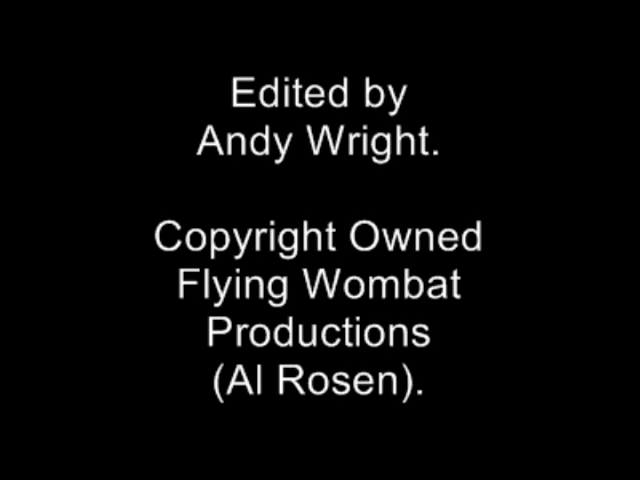 Edited by
Andy Wright.
Copyright Owned
Flying Wombat
Productions
(Al Rosen).